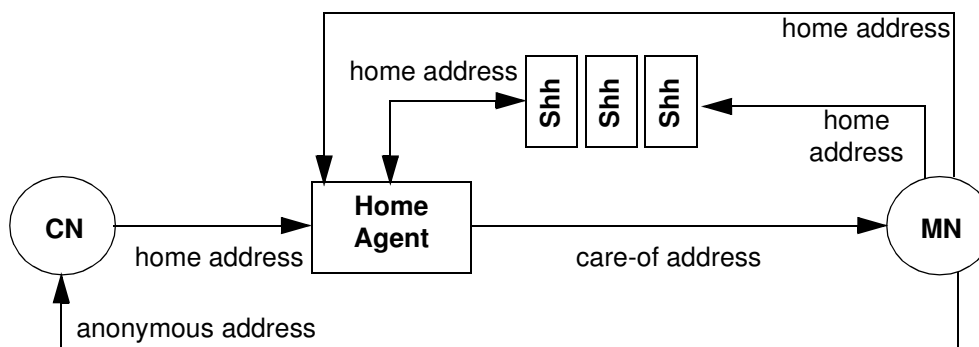 home address
home address
Shh
Shh
Shh
home
address
Home
Agent
CN
MN
home address
care-of address
anonymous address